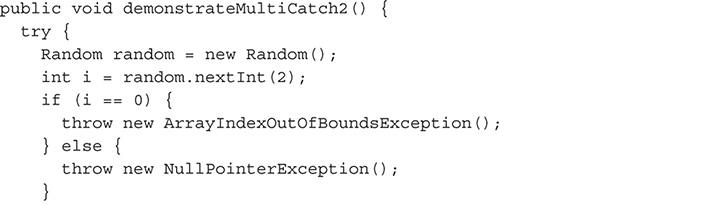 public void demonstrateMultiCatch2() {
  try {
    Random random = new Random();
    int i = random.nextInt(2);
    if (i == 0) {
      throw new ArrayIndexOutOfBoundsException();
    } else {
      throw new NullPointerException();
    }